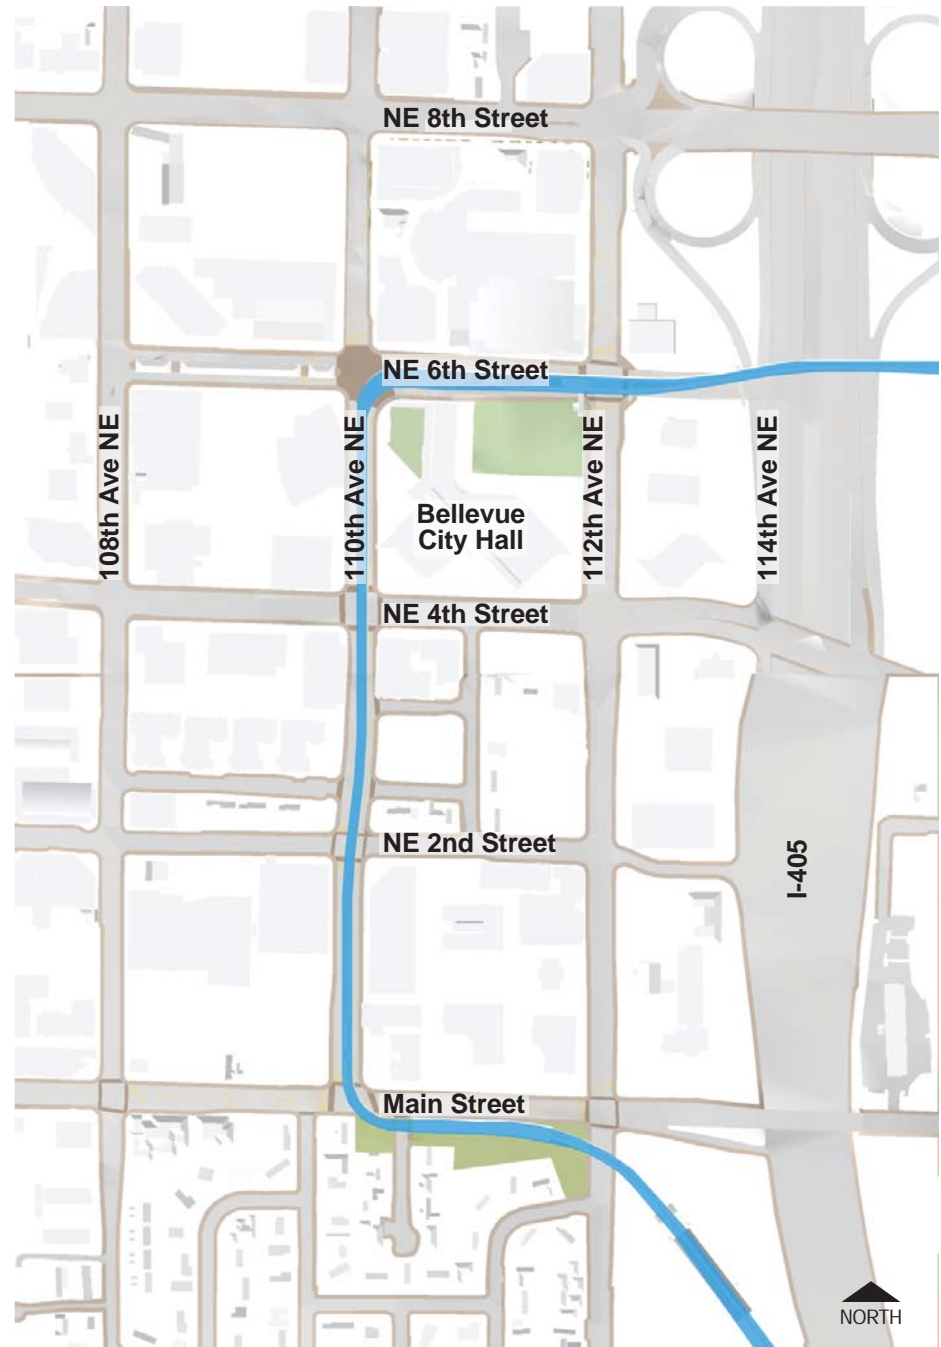 NE 8th Street
NE 6th Street
108th Ave NE
110th Ave NE
Bellevue
City Hall
112th Ave NE
114th Ave NE
NE 4th Street
NE 2nd Street
I-405
Main Street
NORTH